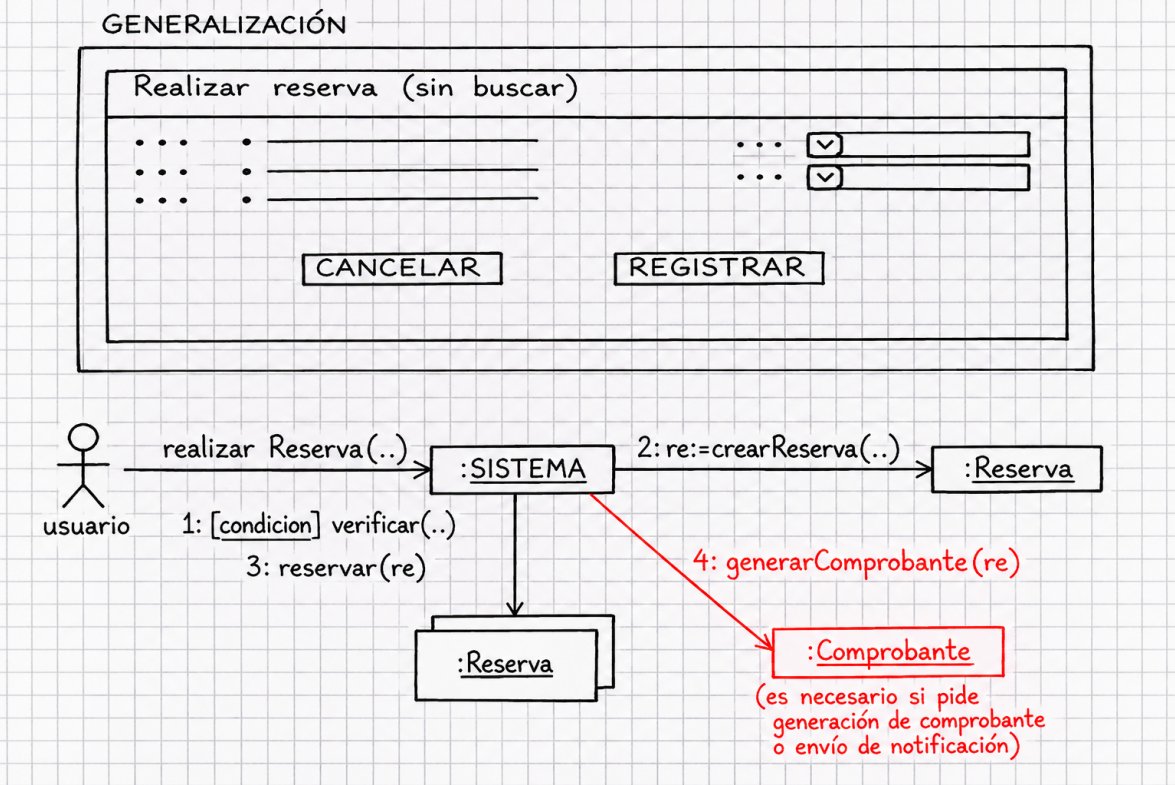 GENERALIZACIÓN
Realizar reserva (sin buscar)
CANCELAR
REGISTRAR
realizar Reserva(..)
:SISTEMA
2: re:=crearReserva(..)
:Reserva
usuario
1: [condicion] verificar(..)
3: reservar(re)
4: generarComprobante(re)
:Reserva
:Comprobante
(es necesario si pide
generación de comprobante
o envío de notificación)